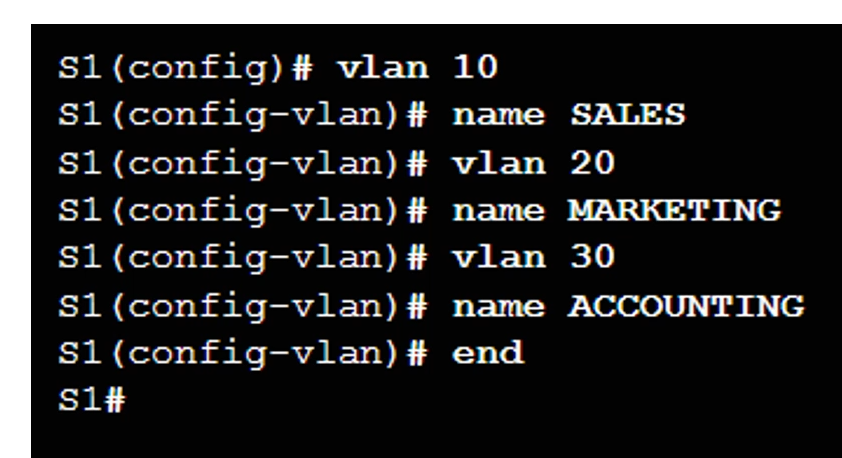 S1(config)# vlan 10
S1(config-vlan)# name SALES
S1(config-vlan)# vlan 20
S1(config-vlan)# name MARKETING
S1(config-vlan)# vlan 30
S1(config-vlan)# name ACCOUNTING
S1(config-vlan)# end
S1#